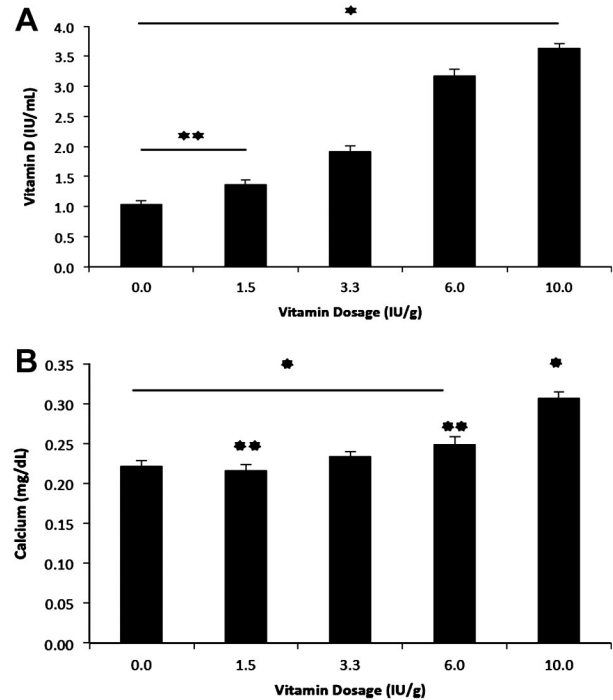 A
*
4.0
3.5
3.0
2.5
2.0
1.5
1.0
0.5
0.0
Vitamin D (IU/mL)
**
0.0 1.5 3.3 6.0 10.0
Vitamin Dosage (IU/g)
B
0.35
0.30
0.25
0.20
0.15
0.10
0.05
0.00
Calcium (mg/dL)
* *
** **
0.0 1.5 3.3 6.0 10.0
Vitamin Dosage (IU/g)